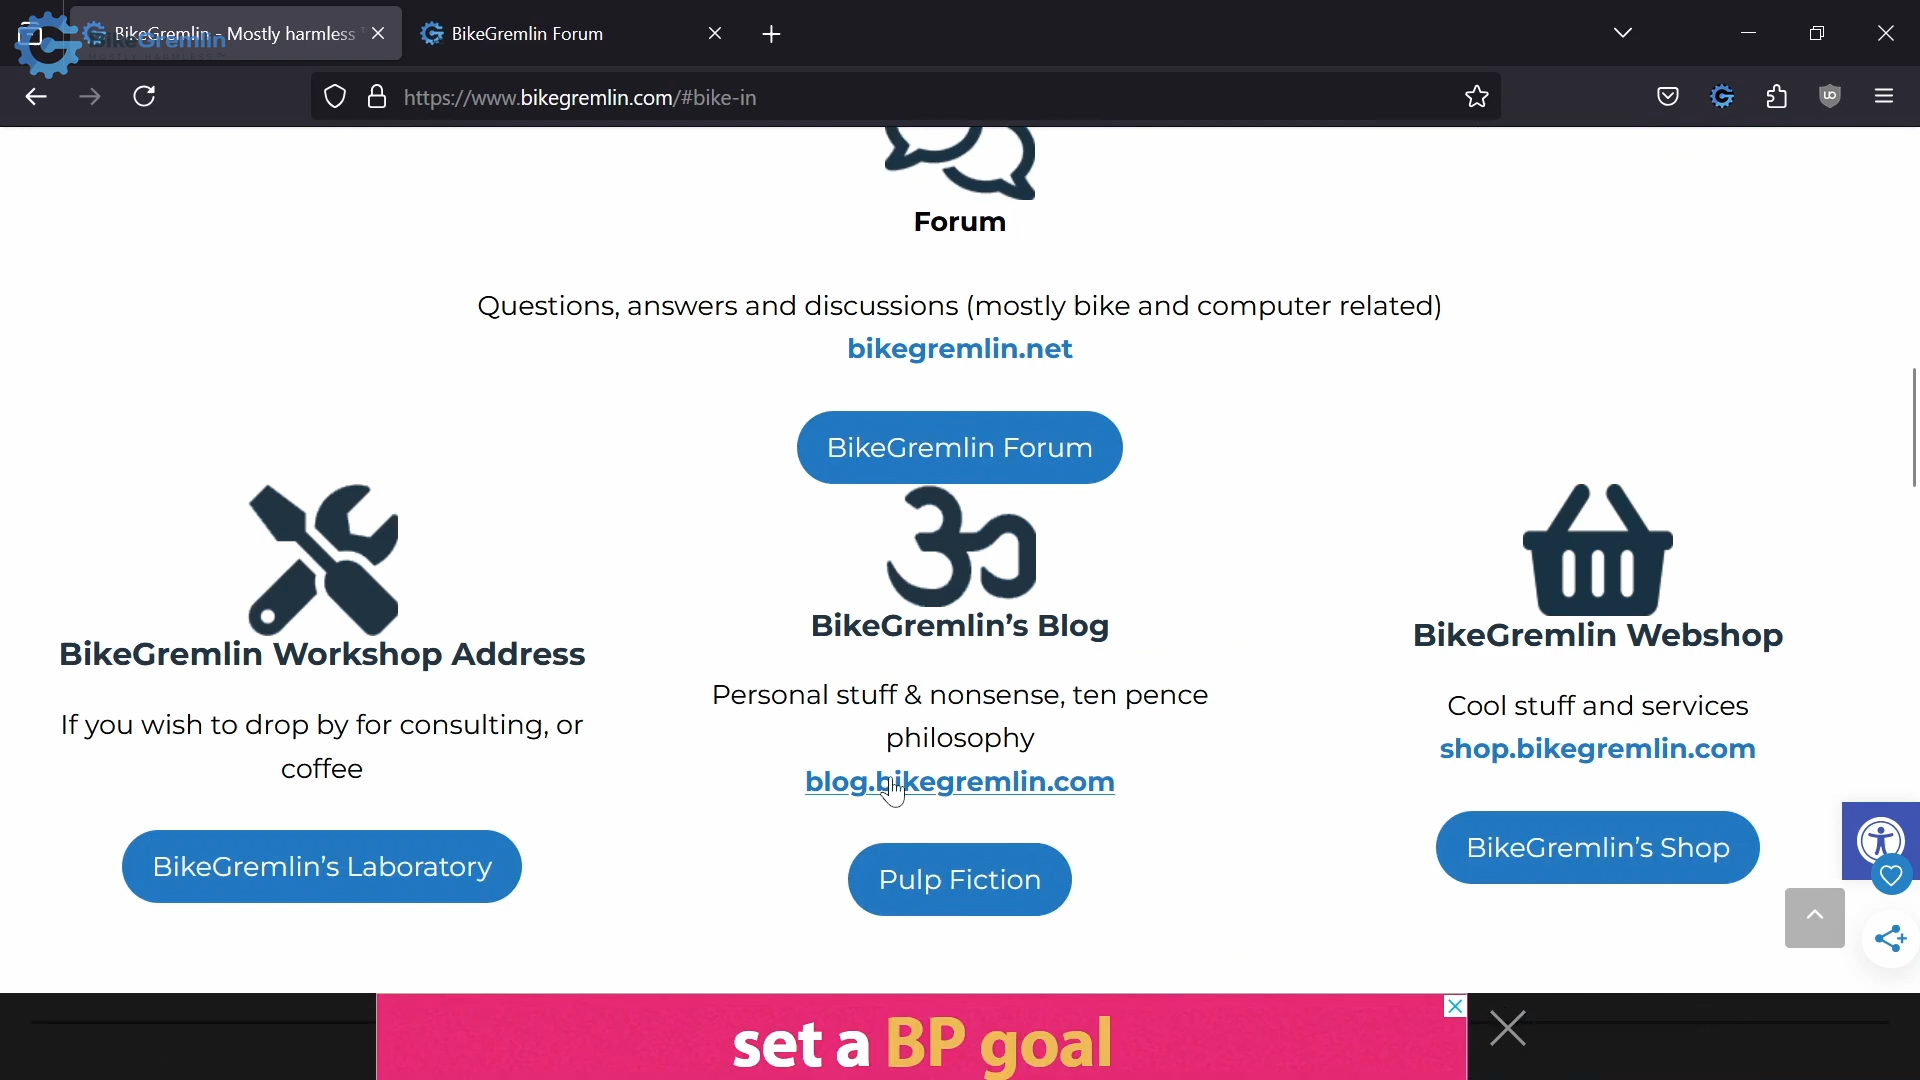 BikeGremlin - Mostly harmless
BikeGremlin Forum
BikeGremlin
https://www.bikegremlin.com/#bike-in
Forum
Questions, answers and discussions (mostly bike and computer related)
bikegremlin.net
BikeGremlin Forum
BikeGremlin Workshop Address
If you wish to drop by for consulting, or
coffee
BikeGremlin's Laboratory
BikeGremlin’s Blog
Personal stuff & nonsense, ten pence
philosophy
blog.bikegremlin.com
Pulp Fiction
BikeGremlin Webshop
Cool stuff and services
shop.bikegremlin.com
BikeGremlin’s Shop
set a BP goal